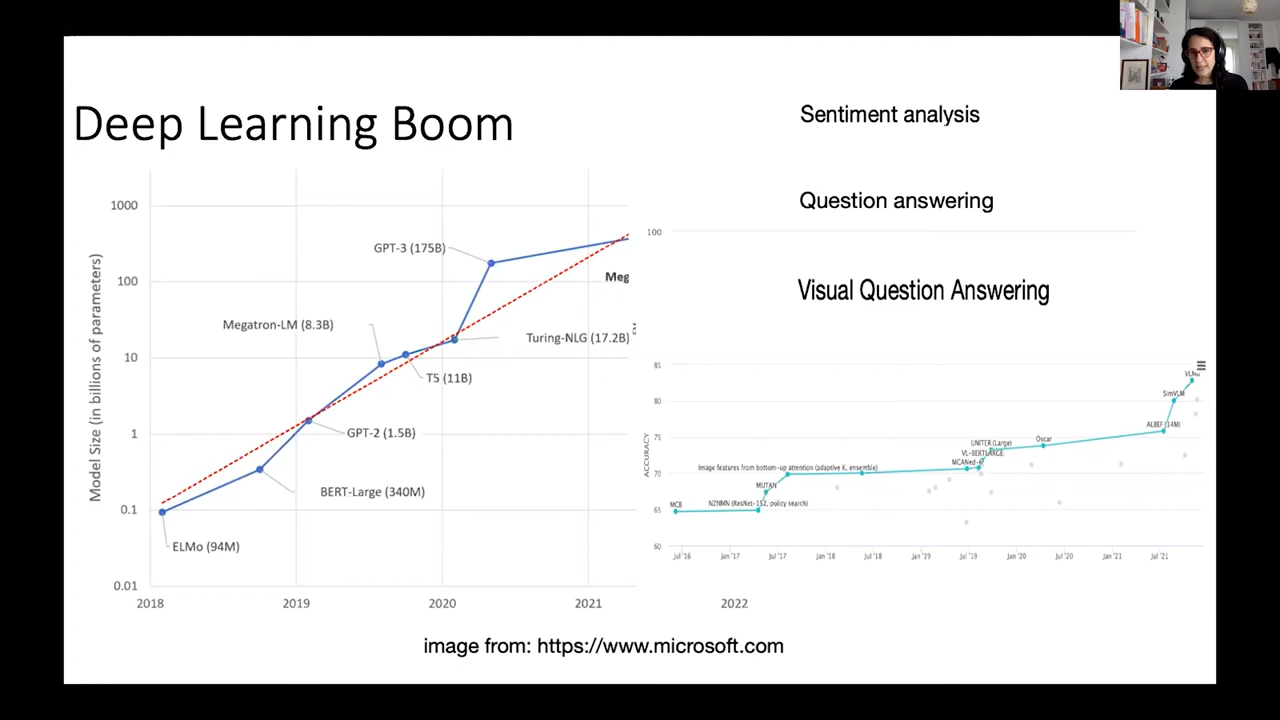 Deep Learning Boom
Sentiment analysis
Question answering
Visual Question Answering
Model Size (in billions of parameters)
1000
100
10
1
0.1
0.01
2018
2019
2020
2021
2022
GPT-3 (175B)
Meg
Megatron-LM (8.3B)
Turing-NLG (17.2B)
T5 (11B)
GPT-2 (1.5B)
BERT-Large (340M)
ELMo (94M)
100
85
80
75
70
65
60
ACCURACY
SimVLM
ALBEF (14M)
UNITER (Large)
Oscar
VL-BERTLARGE
Image features from bottom-up attention (adaptive K, ensemble)
MUTAN
MCB
N2NMN (ResNet-152, policy search)
Jul '16
Jan '17
Jul '17
Jan '18
Jul '18
Jan '19
Jul '19
Jan '20
Jul '20
Jan '21
Jul '21
image from: https://www.microsoft.com